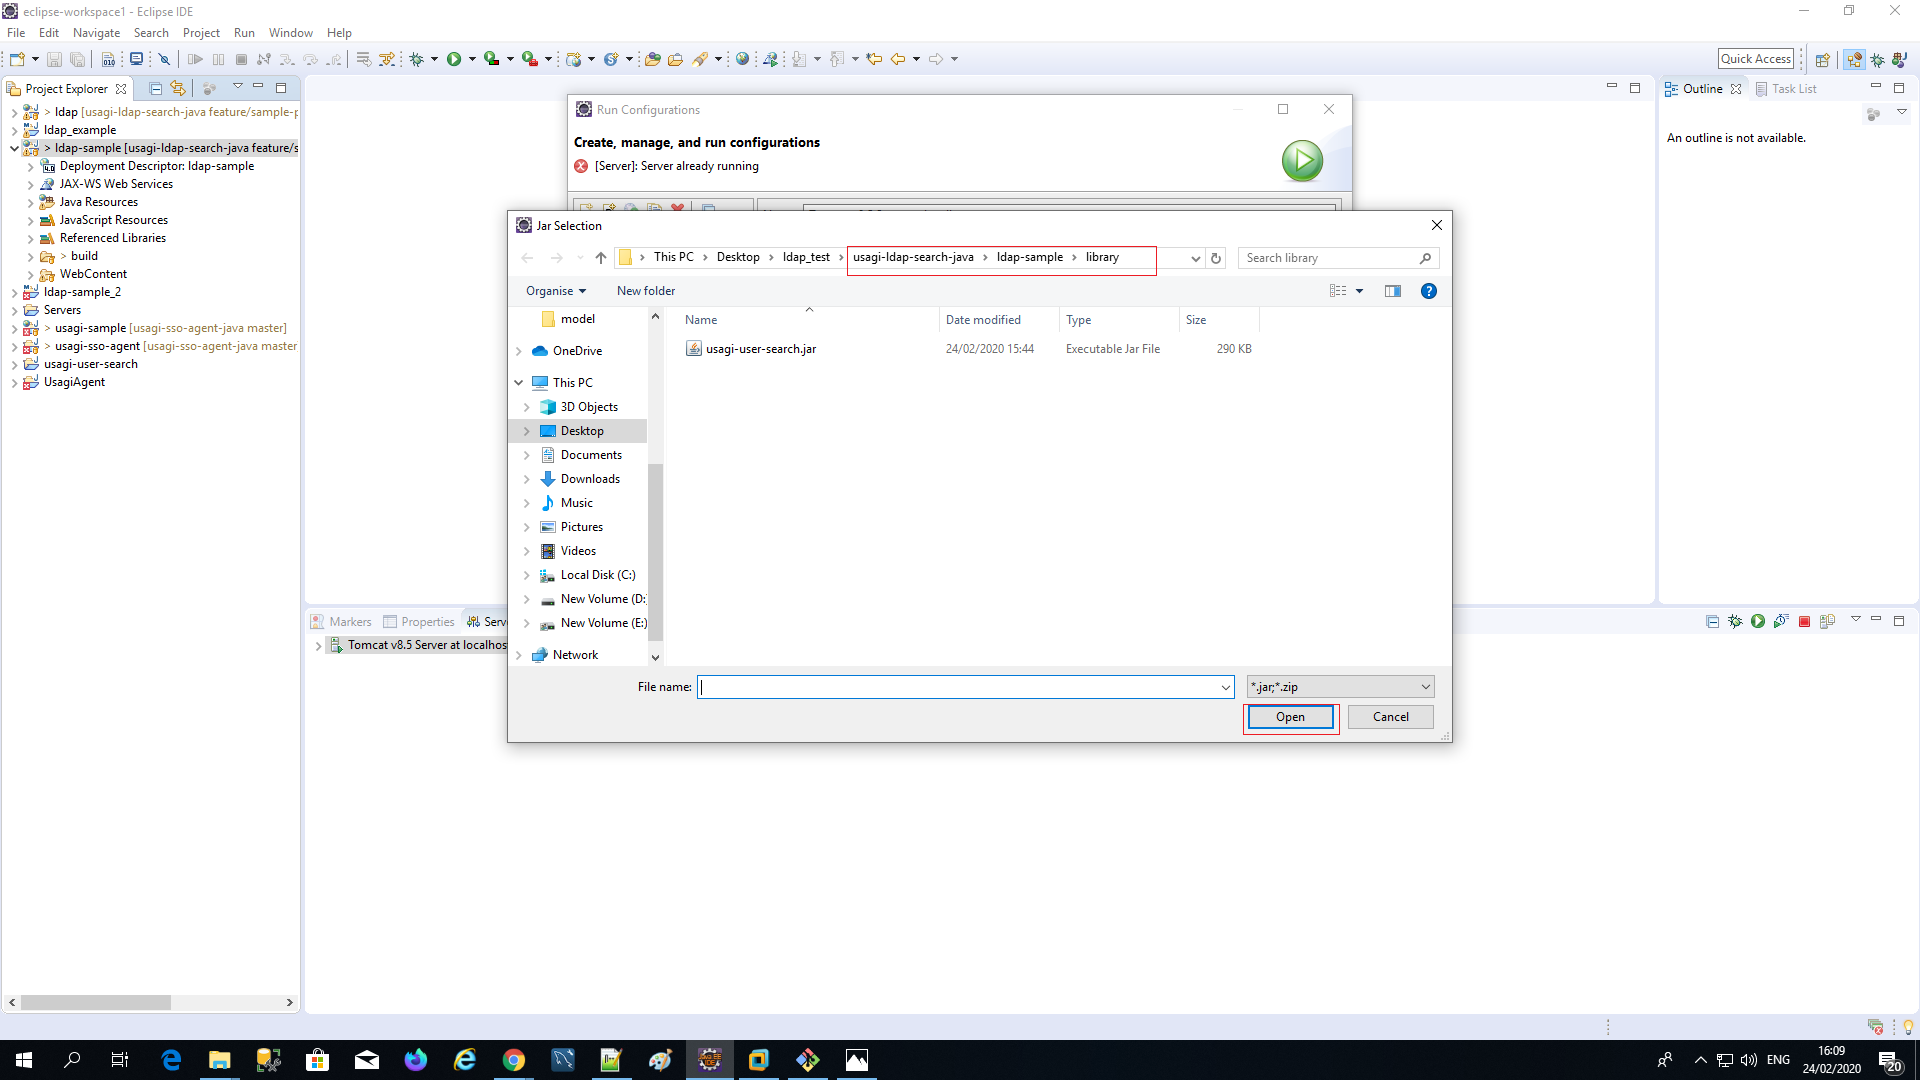 eclipse-workspace1 - Eclipse IDE
File Edit Navigate Search Project Run Window Help
Quick Access
Project Explorer
> ldap [usagi-ldap-search-java feature/sample-p
ldap_example
> ldap-sample [usagi-ldap-search-java feature/s
Deployment Descriptor: ldap-sample
JAX-WS Web Services
Java Resources
JavaScript Resources
Referenced Libraries
> build
WebContent
ldap-sample_2
Servers
> usagi-sample [usagi-sso-agent-java master]
> usagi-sso-agent [usagi-sso-agent-java master
usagi-user-search
UsagiAgent
Outline Task List
An outline is not available.
Run Configurations
Create, manage, and run configurations
[Server]: Server already running
Jar Selection
This PC > Desktop > ldap_test > usagi-ldap-search-java > ldap-sample > library
Search library
Organise New folder
model
OneDrive
This PC
3D Objects
Desktop
Documents
Downloads
Music
Pictures
Videos
Local Disk (C:)
New Volume (D:
New Volume (E:)
Network
Name Date modified Type Size
usagi-user-search.jar 24/02/2020 15:44 Executable Jar File 290 KB
File name:
*.jar;*.zip
Open Cancel
Markers Properties Serv
Tomcat v8.5 Server at localhos
ENG
16:09
24/02/2020
20